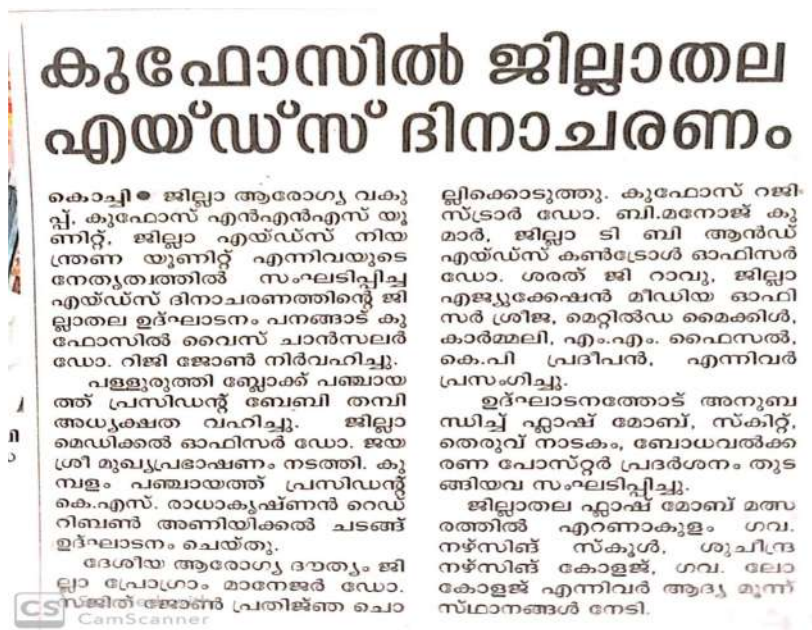 കുഫോസിൽ ജില്ലാതല
എയ്ഡ്സ് ദിനാചരണം
കൊച്ചി ● ജില്ലാ ആരോഗ്യ വകു
പ്പ്, കുഫോസ് എൻഎൻഎസ് യൂ
ണിറ്റ്, ജില്ലാ എയ്ഡ്സ് നിയ
ന്ത്രണ യൂണിറ്റ് എന്നിവയുടെ
നേതൃത്വത്തിൽ സംഘടിപ്പിച്ച
എയ്ഡ്സ് ദിനാചരണത്തിന്റെ ജി
ല്ലാതല ഉദ്ഘാടനം പനങ്ങാട് കു
ഫോസിൽ വൈസ് ചാൻസലർ
ഡോ. റിജി ജോൺ നിർവഹിച്ചു.
പള്ളുരുത്തി ബ്ലോക്ക് പഞ്ചായ
ത്ത് പ്രസിഡന്റ് ബേബി തമ്പി
അധ്യക്ഷത വഹിച്ചു. ജില്ലാ
മെഡിക്കൽ ഓഫിസർ ഡോ. ജയ
ശ്രീ മുഖ്യപ്രഭാഷണം നടത്തി. കു
മ്പളം പഞ്ചായത്ത് പ്രസിഡന്റ്
കെ.എസ്. രാധാകൃഷ്ണൻ റെഡ്
റിബൺ അണിയിക്കൽ ചടങ്ങ്
ഉദ്ഘാടനം ചെയ്തു.
ദേശീയ ആരോഗ്യ ദൗത്യം ജി
ല്ലാ പ്രോഗ്രാം മാനേജർ ഡോ.
സജിത് ജോൺ പ്രതിജ്ഞ ചൊ
ല്ലിക്കൊടുത്തു. കുഫോസ് റജി
സ്ട്രാർ ഡോ. ബി.മനോജ് കു
മാർ, ജില്ലാ ടി ബി ആൻഡ്
എയ്ഡ്സ് കൺട്രോൾ ഓഫിസർ
ഡോ. ശരത് ജി റാവു, ജില്ലാ
എജ്യുക്കേഷൻ മീഡിയ ഓഫി
സർ ശ്രീജ, മെറ്റിൽഡ മൈക്കിൾ,
കാർമ്മലി, എം.എം. ഫൈസൽ,
കെ.പി പ്രദീപൻ, എന്നിവർ
പ്രസംഗിച്ചു.
ഉദ്ഘാടനത്തോട് അനുബ
ന്ധിച്ച് ഫ്ലാഷ് മോബ്, സ്കിറ്റ്,
തെരുവ് നാടകം, ബോധവൽക്ക
രണ പോസ്റ്റർ പ്രദർശനം തുട
ങ്ങിയവ സംഘടിപ്പിച്ചു.
ജില്ലാതല ഫ്ലാഷ് മോബ് മത്സ
രത്തിൽ എറണാകുളം ഗവ.
നഴ്സിങ് സ്കൂൾ, ശുചീന്ദ്ര
നഴ്സിങ് കോളജ്, ഗവ. ലോ
കോളജ് എന്നിവർ ആദ്യ മൂന്ന്
സ്ഥാനങ്ങൾ നേടി.
CS
CamScanner